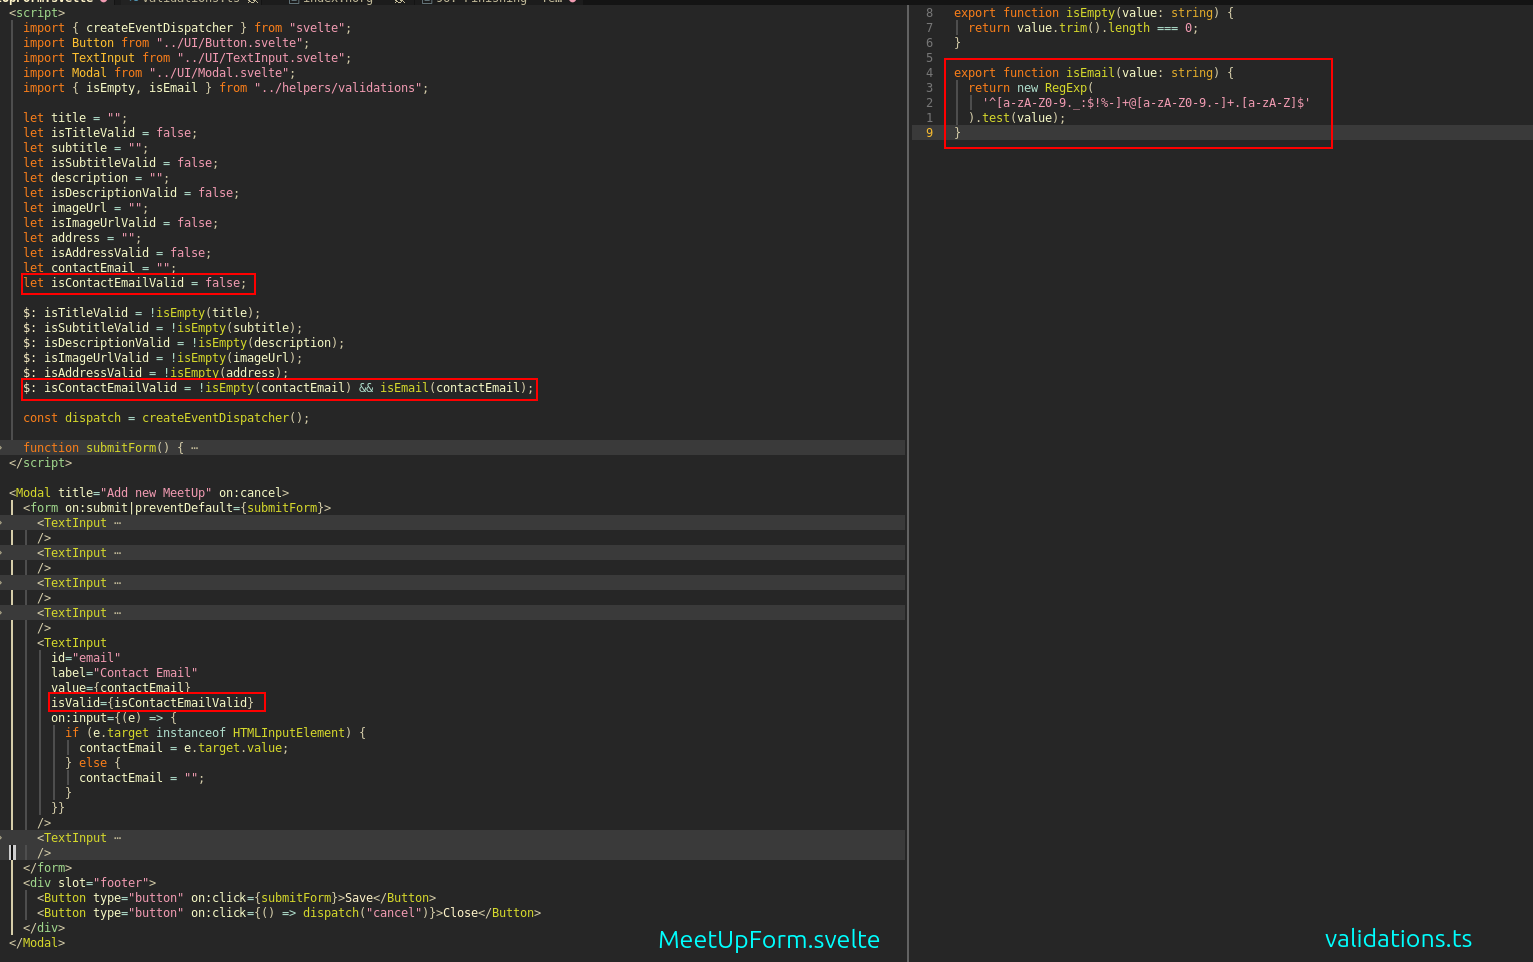 <script>
import { createEventDispatcher } from "svelte";
import Button from "../UI/Button.svelte";
import TextInput from "../UI/TextInput.svelte";
import Modal from "../UI/Modal.svelte";
import { isEmpty, isEmail } from "../helpers/validations";
let title = "";
let isTitleValid = false;
let subtitle = "";
let isSubtitleValid = false;
let description = "";
let isDescriptionValid = false;
let imageUrl = "";
let isImageUrlValid = false;
let address = "";
let isAddressValid = false;
let contactEmail = "";
let isContactEmailValid = false;
$: isTitleValid = !isEmpty(title);
$: isSubtitleValid = !isEmpty(subtitle);
$: isDescriptionValid = !isEmpty(description);
$: isImageUrlValid = !isEmpty(imageUrl);
$: isAddressValid = !isEmpty(address);
$: isContactEmailValid = !isEmpty(contactEmail) && isEmail(contactEmail);
const dispatch = createEventDispatcher();
function submitForm() { ⋯
</script>
<Modal title="Add new MeetUp" on:cancel>
<form on:submit|preventDefault={submitForm}>
<TextInput ⋯
/>
<TextInput ⋯
/>
<TextInput ⋯
/>
<TextInput ⋯
/>
<TextInput
id="email"
label="Contact Email"
value={contactEmail}
isValid={isContactEmailValid}
on:input={(e) => {
if (e.target instanceof HTMLInputElement) {
contactEmail = e.target.value;
} else {
contactEmail = "";
}
}}
/>
<TextInput ⋯
/>
</form>
<div slot="footer">
<Button type="button" on:click={submitForm}>Save</Button>
<Button type="button" on:click={() => dispatch("cancel")}>Close</Button>
</div>
</Modal>
MeetUpForm.svelte
8 export function isEmpty(value: string) {
7 return value.trim().length === 0;
6 }
5
4 export function isEmail(value: string) {
3 return new RegExp(
2 '^[a-zA-Z0-9._:$!%-]+@[a-zA-Z0-9.-]+.[a-zA-Z]$'
1 ).test(value);
9 }
validations.ts